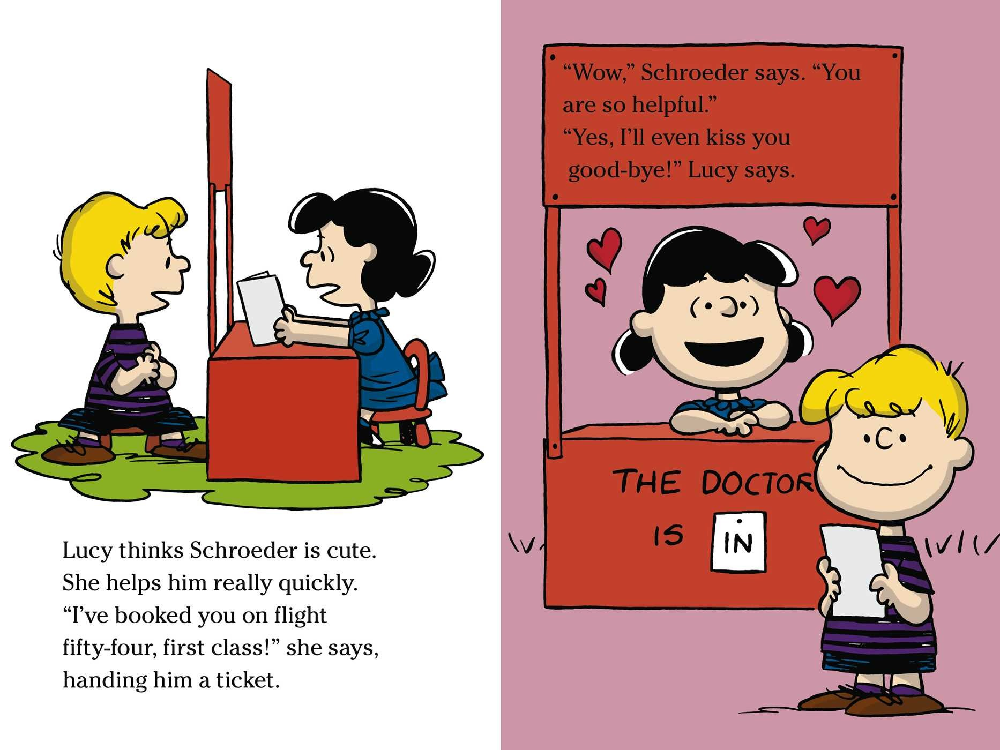 Lucy thinks Schroeder is cute.
She helps him really quickly.
“I’ve booked you on flight
fifty-four, first class!” she says,
handing him a ticket.
“Wow,” Schroeder says. “You
are so helpful.”
“Yes, I’ll even kiss you
good-bye!” Lucy says.
THE DOCTOR
IS IN